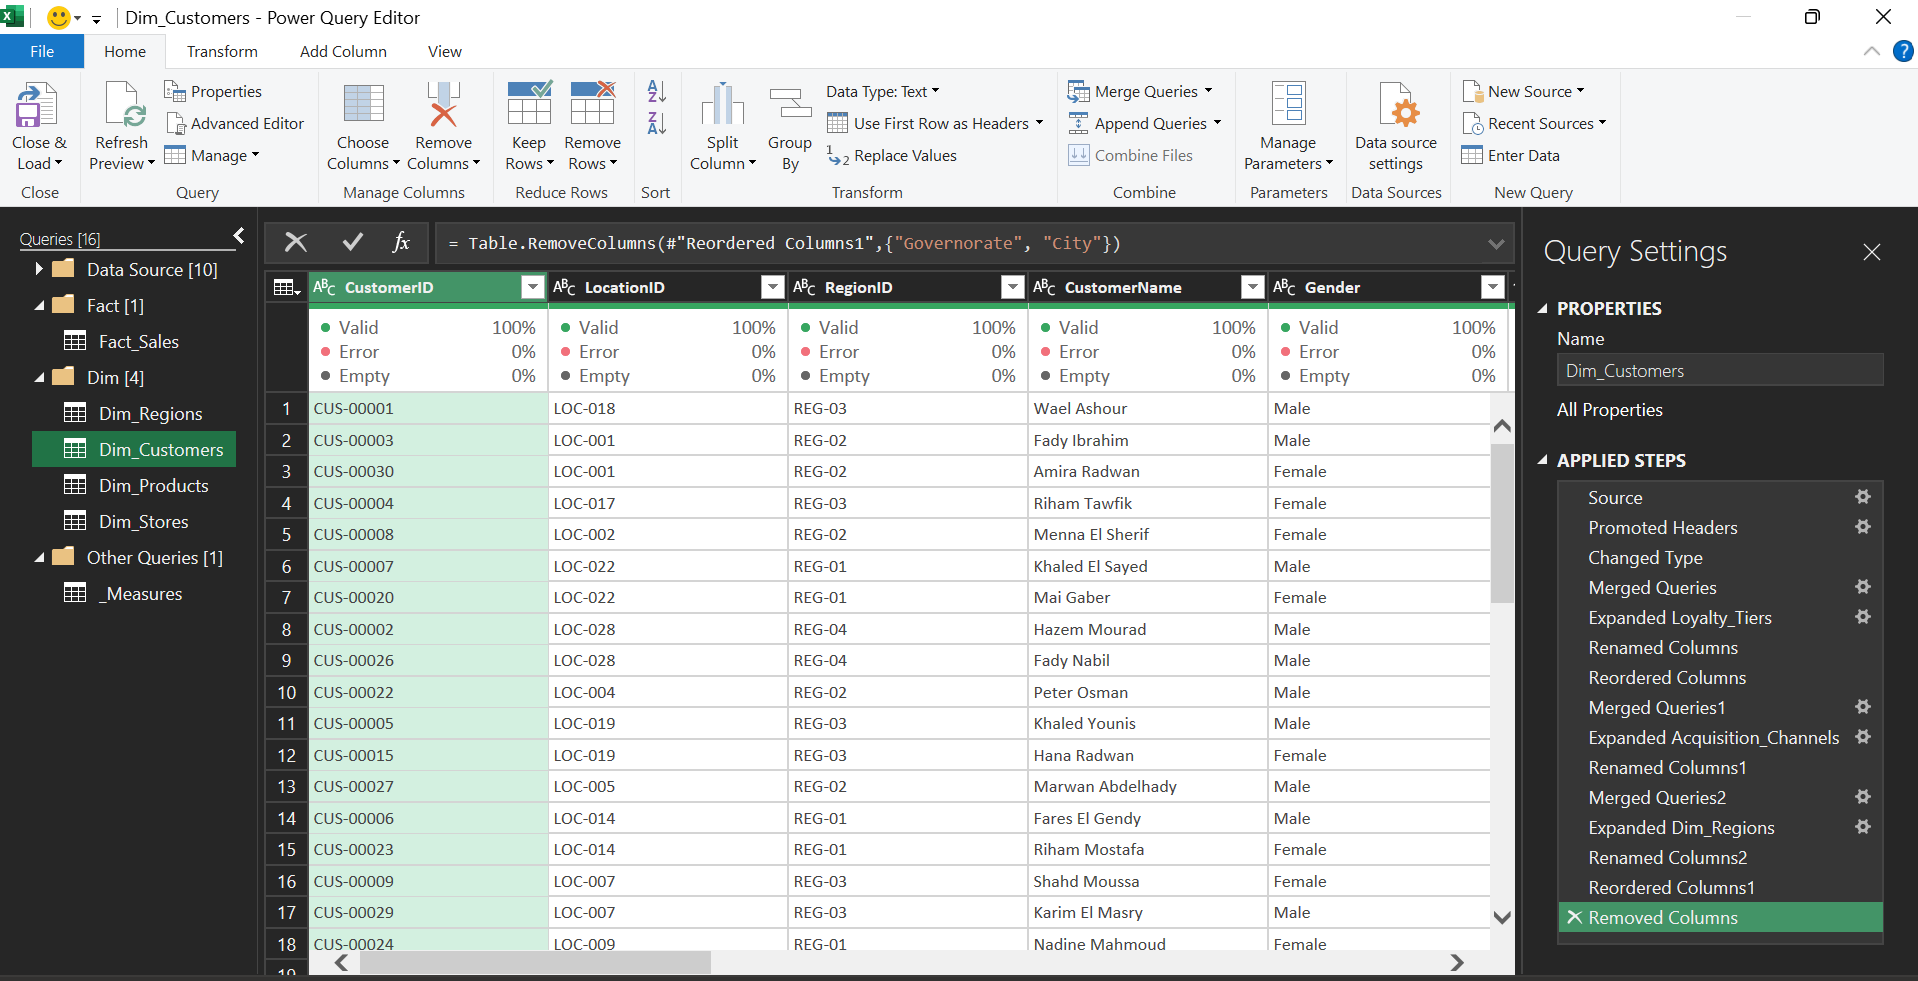 Dim_Customers - Power Query Editor
File Home Transform Add Column View
Close & Load
Close
Refresh Preview
Properties
Advanced Editor
Manage
Query
Choose Columns
Remove Columns
Manage Columns
Keep Rows
Remove Rows
Reduce Rows
Sort
Split Column
Group By
Data Type: Text
Use First Row as Headers
Replace Values
Transform
Merge Queries
Append Queries
Combine Files
Combine
Manage Parameters
Parameters
Data source settings
Data Sources
New Source
Recent Sources
Enter Data
New Query
Queries [16]
Data Source [10]
Fact [1]
Fact_Sales
Dim [4]
Dim_Regions
Dim_Customers
Dim_Products
Dim_Stores
Other Queries [1]
_Measures
fx = Table.RemoveColumns(#"Reordered Columns1",{"Governorate", "City"})
ABC CustomerID ABC LocationID ABC RegionID ABC CustomerName ABC Gender
Valid 100% Valid 100% Valid 100% Valid 100% Valid 100%
Error 0% Error 0% Error 0% Error 0% Error 0%
Empty 0% Empty 0% Empty 0% Empty 0% Empty 0%
1 CUS-00001 LOC-018 REG-03 Wael Ashour Male
2 CUS-00003 LOC-001 REG-02 Fady Ibrahim Male
3 CUS-00030 LOC-001 REG-02 Amira Radwan Female
4 CUS-00004 LOC-017 REG-03 Riham Tawfik Female
5 CUS-00008 LOC-002 REG-02 Menna El Sherif Female
6 CUS-00007 LOC-022 REG-01 Khaled El Sayed Male
7 CUS-00020 LOC-022 REG-01 Mai Gaber Female
8 CUS-00002 LOC-028 REG-04 Hazem Mourad Male
9 CUS-00026 LOC-028 REG-04 Fady Nabil Male
10 CUS-00022 LOC-004 REG-02 Peter Osman Male
11 CUS-00005 LOC-019 REG-03 Khaled Younis Male
12 CUS-00015 LOC-019 REG-03 Hana Radwan Female
13 CUS-00027 LOC-005 REG-02 Marwan Abdelhady Male
14 CUS-00006 LOC-014 REG-01 Fares El Gendy Male
15 CUS-00023 LOC-014 REG-01 Riham Mostafa Female
16 CUS-00009 LOC-007 REG-03 Shahd Moussa Female
17 CUS-00029 LOC-007 REG-03 Karim El Masry Male
18 CUS-00024 LOC-009 REG-01 Nadine Mahmoud Female
19
Query Settings
PROPERTIES
Name
Dim_Customers
All Properties
APPLIED STEPS
Source
Promoted Headers
Changed Type
Merged Queries
Expanded Loyalty_Tiers
Renamed Columns
Reordered Columns
Merged Queries1
Expanded Acquisition_Channels
Renamed Columns1
Merged Queries2
Expanded Dim_Regions
Renamed Columns2
Reordered Columns1
Removed Columns